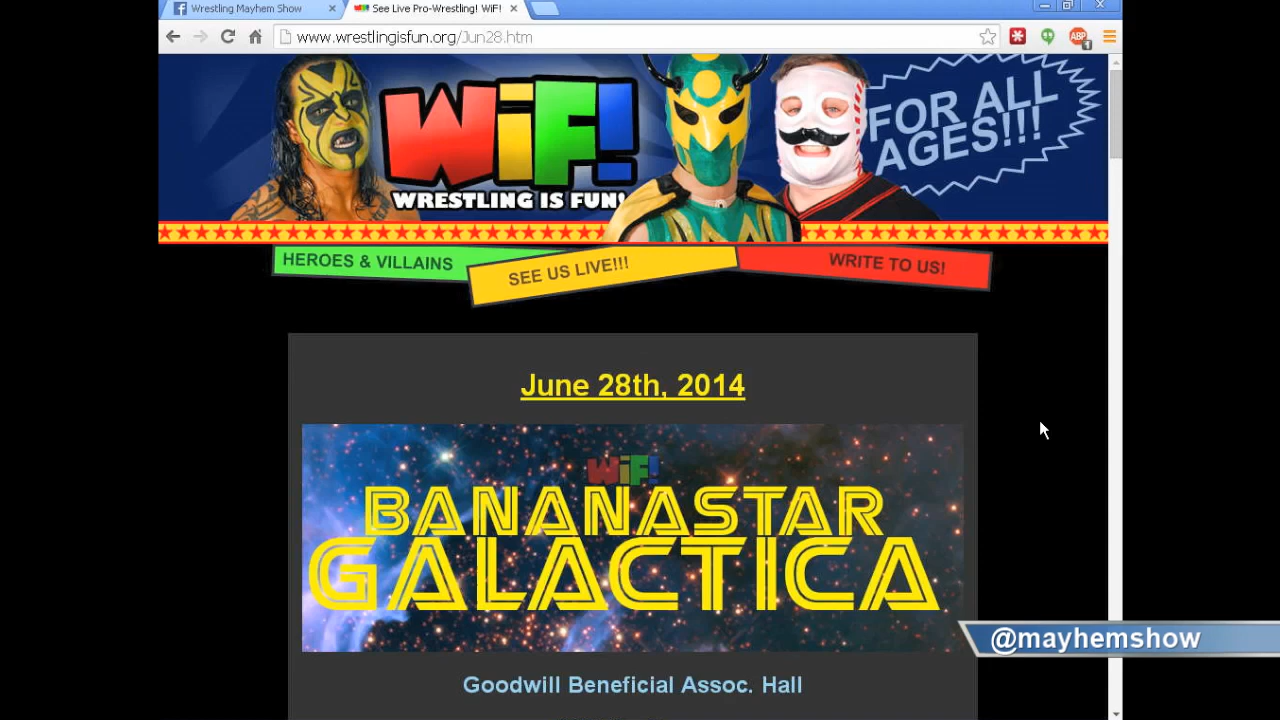 Wrestling Mayhem Show
See Live Pro-Wrestling! WiF!
www.wrestlingisfun.org/Jun28.htm
ABP
1
WiF!
WRESTLING IS FUN!
FOR ALL
AGES!!!
HEROES & VILLAINS
SEE US LIVE!!!
WRITE TO US!
June 28th, 2014
WiF!
BANANASTAR
GALACTICA
@mayhemshow
Goodwill Beneficial Assoc. Hall